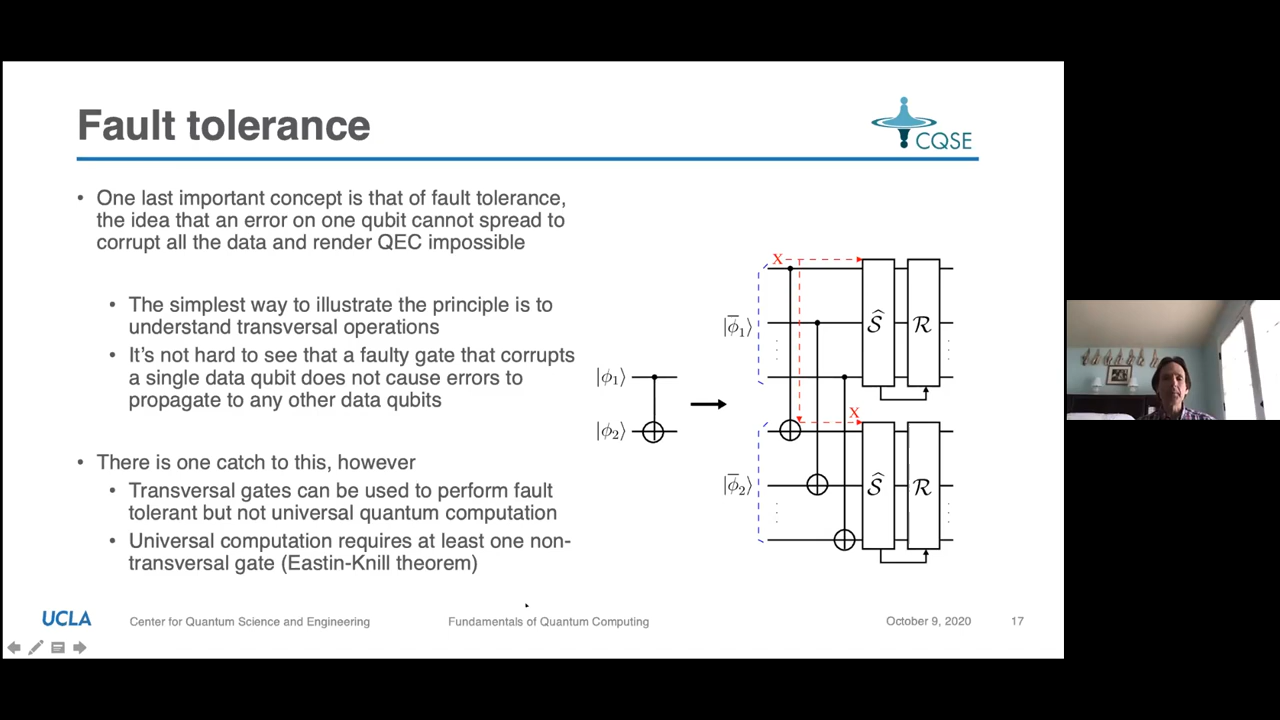 Fault tolerance
CQSE
• One last important concept is that of fault tolerance,
the idea that an error on one qubit cannot spread to
corrupt all the data and render QEC impossible
• The simplest way to illustrate the principle is to
understand transversal operations
• It’s not hard to see that a faulty gate that corrupts
a single data qubit does not cause errors to
propagate to any other data qubits
• There is one catch to this, however
• Transversal gates can be used to perform fault
tolerant but not universal quantum computation
• Universal computation requires at least one non-
transversal gate (Eastin-Knill theorem)
|ϕ₁⟩
|ϕ₂⟩
X
|ϕ̅₁⟩
Ŝ
R
X
|ϕ̅₂⟩
Ŝ
R
UCLA
Center for Quantum Science and Engineering
Fundamentals of Quantum Computing
October 9, 2020
17